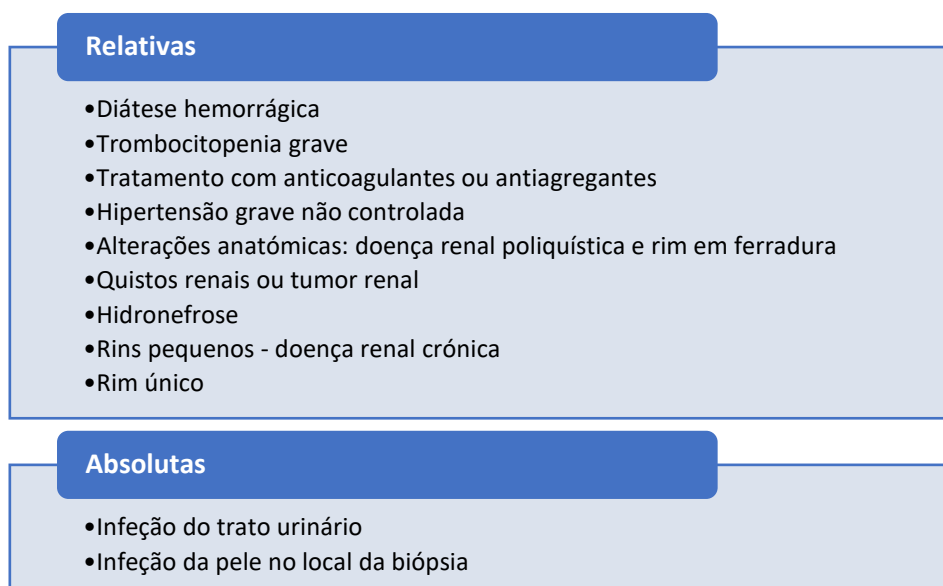 Relativas
•Diátese hemorrágica
•Trombocitopenia grave
•Tratamento com anticoagulantes ou antiagregantes
•Hipertensão grave não controlada
•Alterações anatómicas: doença renal poliquística e rim em ferradura
•Quistos renais ou tumor renal
•Hidronefrose
•Rins pequenos - doença renal crónica
•Rim único
Absolutas
•Infeção do trato urinário
•Infeção da pele no local da biópsia